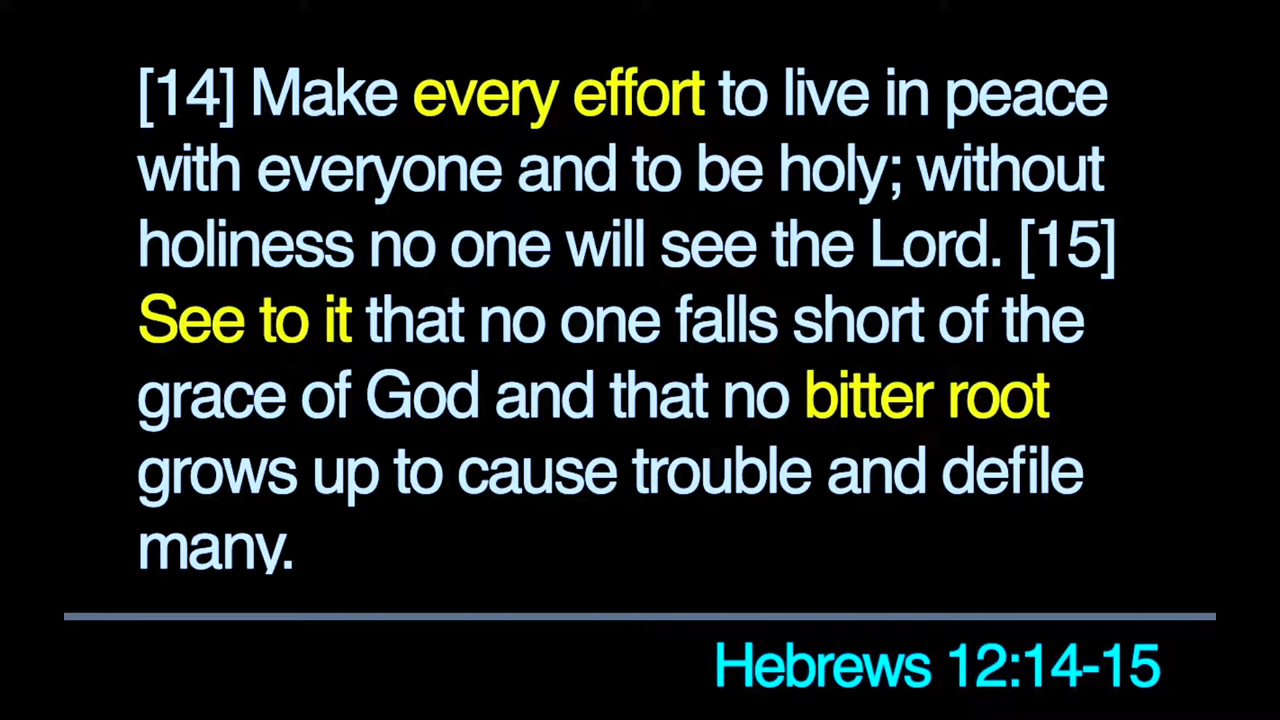 [14] Make every effort to live in peace
with everyone and to be holy; without
holiness no one will see the Lord. [15]
See to it that no one falls short of the
grace of God and that no bitter root
grows up to cause trouble and defile
many.
Hebrews 12:14-15